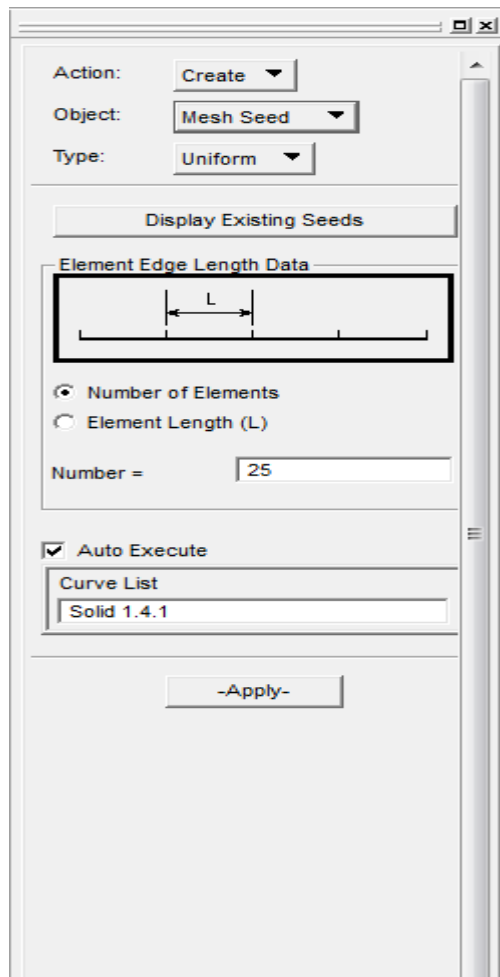 Action: Create
Object: Mesh Seed
Type: Uniform
Display Existing Seeds
Element Edge Length Data
L
Number of Elements
Element Length (L)
Number = 25
Auto Execute
Curve List
Solid 1.4.1
-Apply-